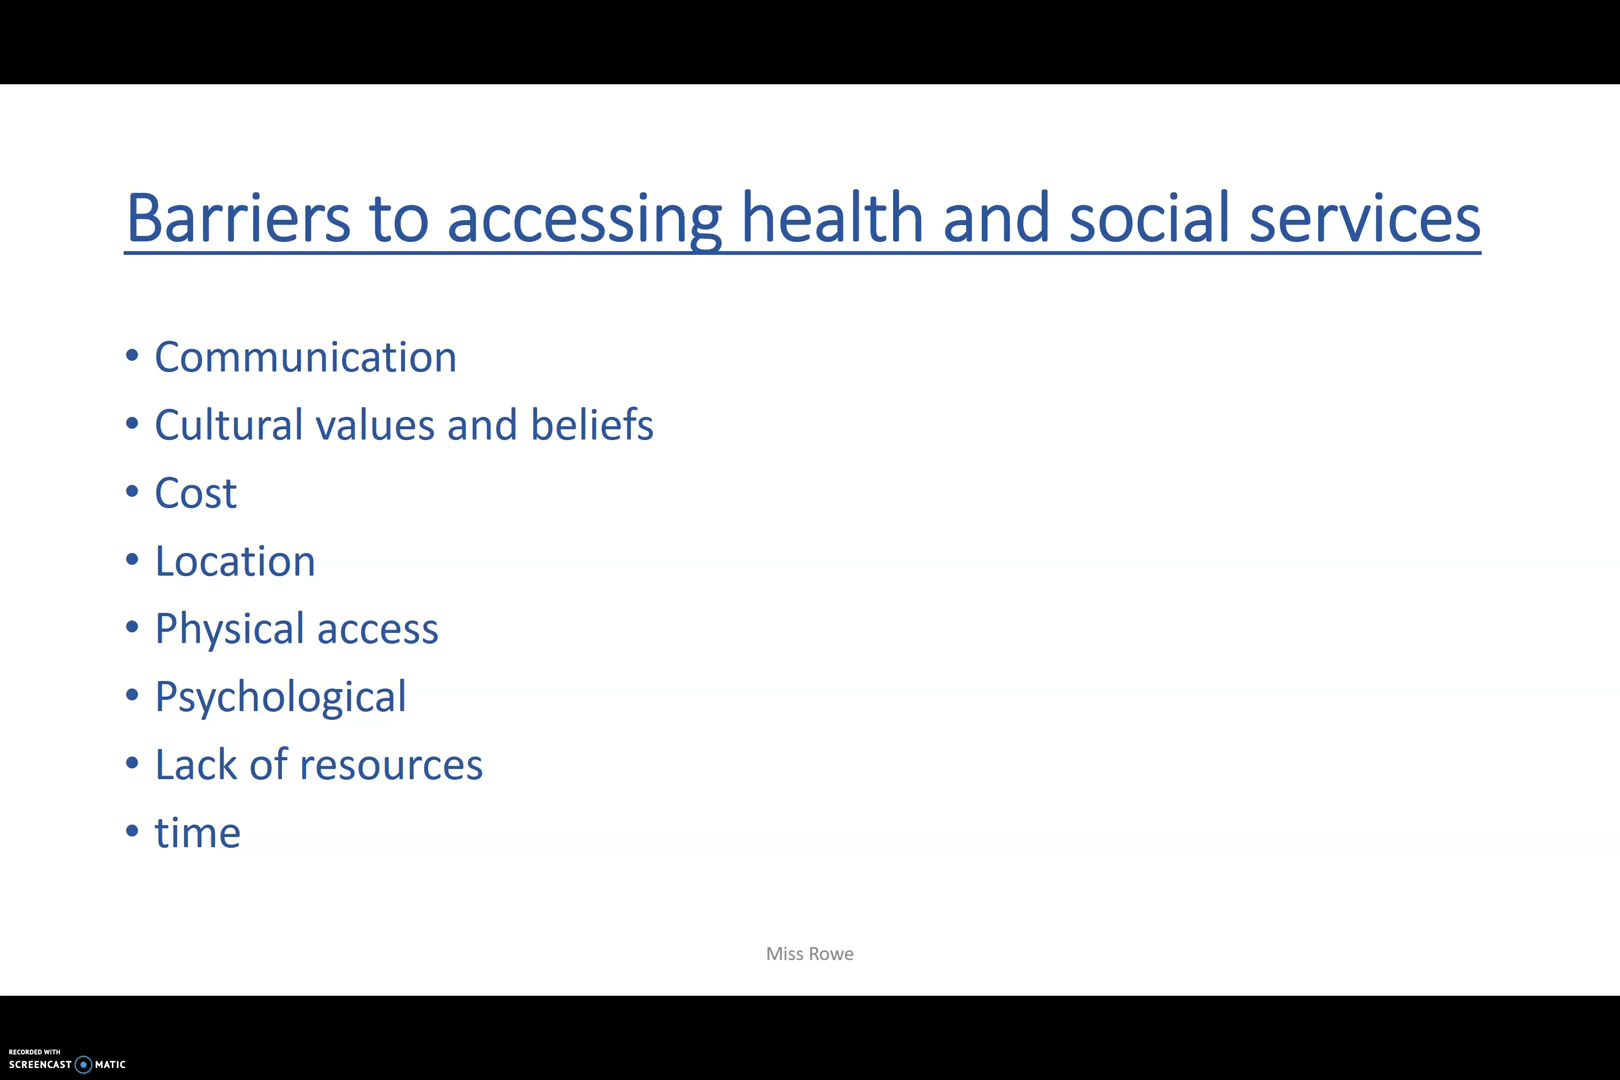 Barriers to accessing health and social services
• Communication
• Cultural values and beliefs
• Cost
• Location
• Physical access
• Psychological
• Lack of resources
• time
Miss Rowe
RECORDED WITH
SCREENCAST MATIC